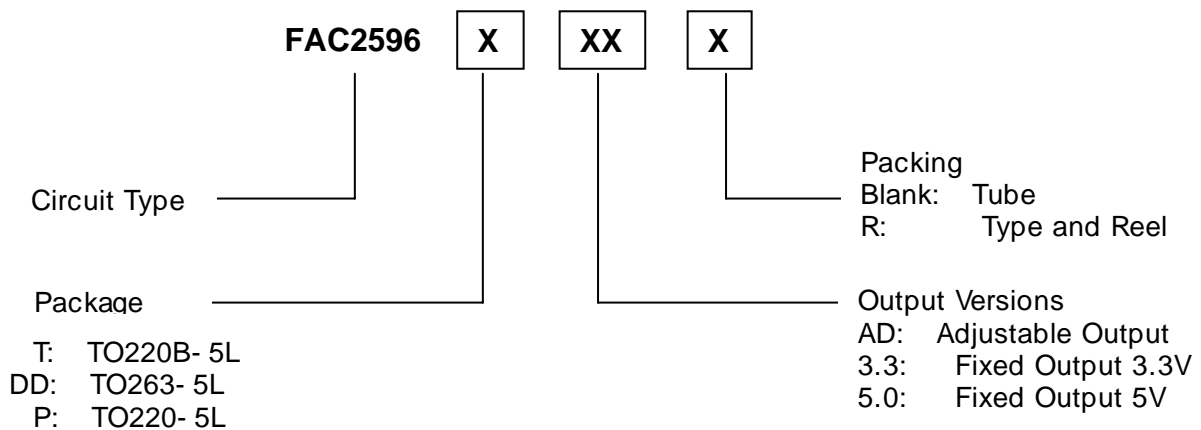 FAC2596 X XX X
Circuit Type
Packing
Blank: Tube
R: Type and Reel
Package
T: TO220B- 5L
DD: TO263- 5L
P: TO220- 5L
Output Versions
AD: Adjustable Output
3.3: Fixed Output 3.3V
5.0: Fixed Output 5V